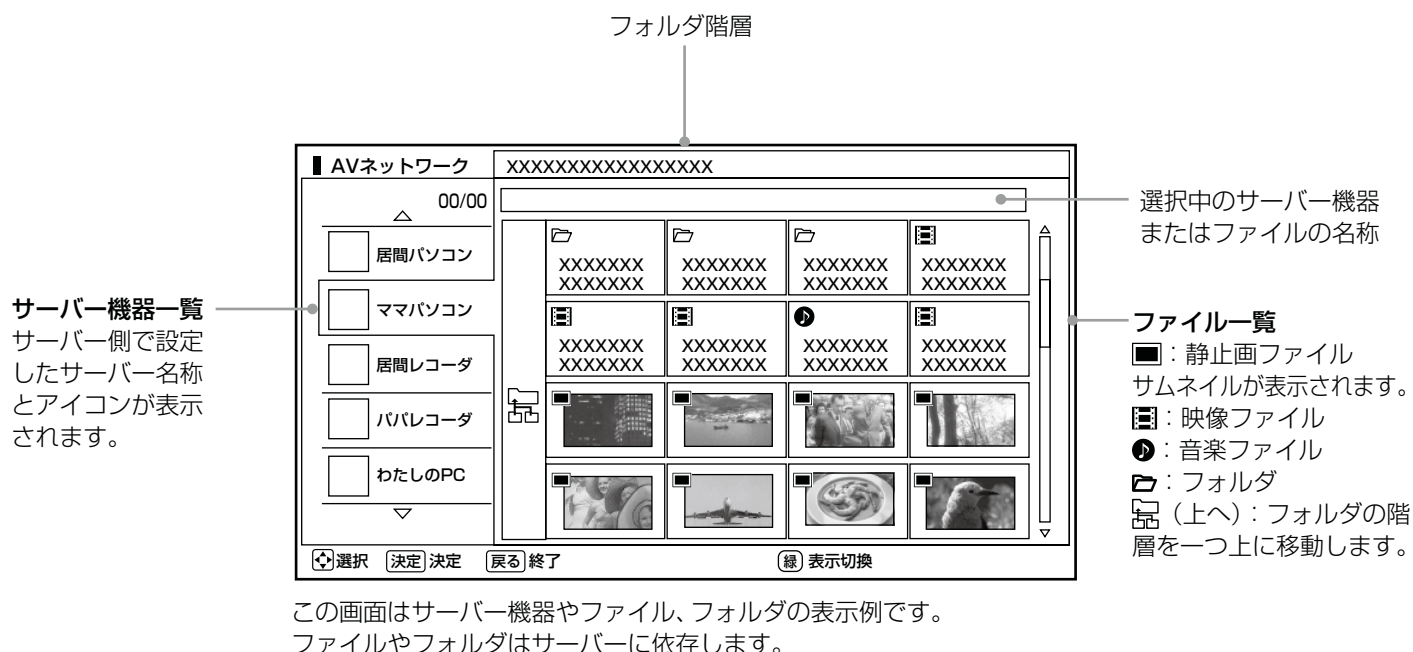 フォルダ階層
AVネットワーク
XXXXXXXXXXXXXXXXX
00/00
居間パソコン
ママパソコン
居間レコーダ
パパレコーダ
わたしのPC
XXXXXXX XXXXXXX XXXXXXX XXXXXXX
XXXXXXX XXXXXXX XXXXXXX XXXXXXX
XXXXXXX XXXXXXX XXXXXXX XXXXXXX
XXXXXXX XXXXXXX XXXXXXX XXXXXXX
選択 決定 決定 戻る 終了 緑 表示切換
サーバー機器一覧
サーバー側で設定
したサーバー名称
とアイコンが表示
されます。
選択中のサーバー機器
またはファイルの名称
ファイル一覧
：静止画ファイル
サムネイルが表示されます。
：映像ファイル
：音楽ファイル
：フォルダ
（上へ）：フォルダの階
層を一つ上に移動します。
この画面はサーバー機器やファイル、フォルダの表示例です。
ファイルやフォルダはサーバーに依存します。